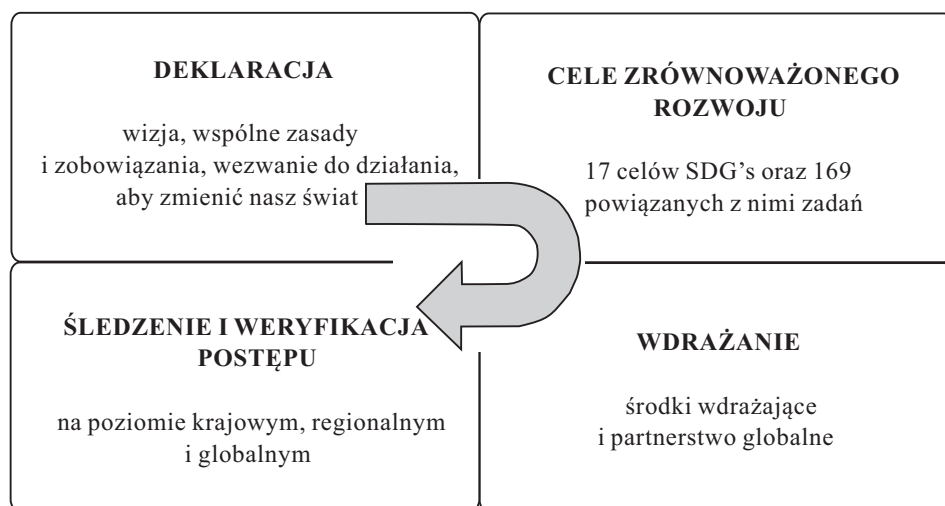 DEKLARACJA
wizja, wspólne zasady
i zobowiązania, wezwanie do działania,
aby zmienić nasz świat
CELE ZRÓWNOWAŻONEGO
ROZWOJU
17 celów SDG’s oraz 169
powiązanych z nimi zadań
ŚLEDZENIE I WERYFIKACJA
POSTĘPU
na poziomie krajowym, regionalnym
i globalnym
WDRAŻANIE
środki wdrażające
i partnerstwo globalne